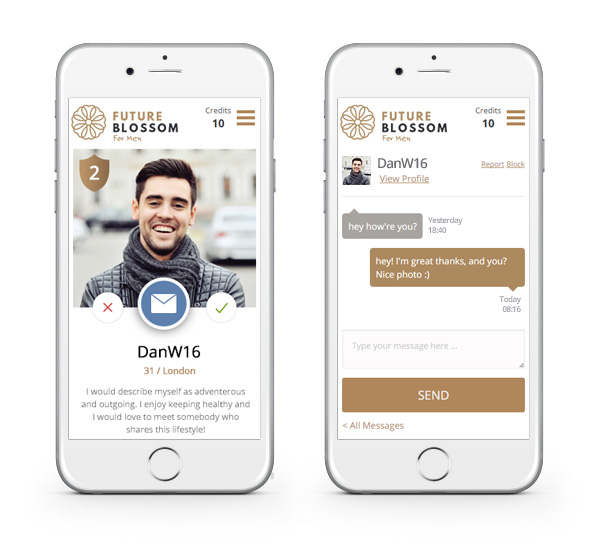 FUTURE
BLOSSOM
For Men
Credits
10
2
DanW16
31 / London
I would describe myself as adventerous
and outgoing. I enjoy keeping healthy and
I would love to meet somebody who
shares this lifestyle!
FUTURE
BLOSSOM
For Men
Credits
10
DanW16
View Profile
Report Block
hey how're you?
Yesterday
18:40
hey! I'm great thanks, and you?
Nice photo :)
Today
08:16
Type your message here ...
SEND
< All Messages